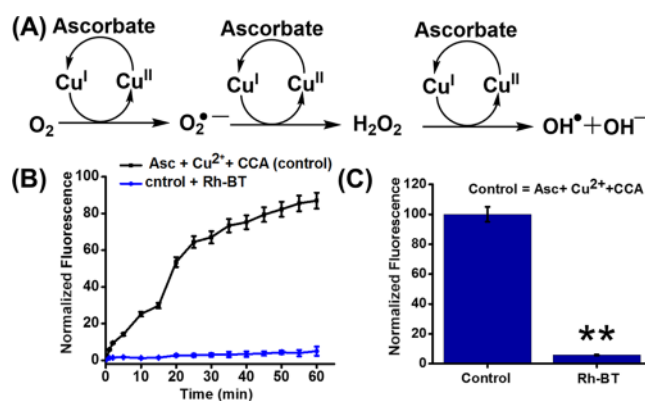 (A)
Ascorbate Ascorbate Ascorbate
Cu^I Cu^II Cu^I Cu^II Cu^I Cu^II
O₂ O₂^•− H₂O₂ OH^•+OH^−
(B)
Asc + Cu²⁺ + CCA (control)
cntrol + Rh-BT
Normalized Fluorescence
100
80
60
40
20
0
0 10 20 30 40 50 60
Time (min)
(C)
Control = Asc+ Cu²⁺+CCA
Normalized Fluorescence
120
100
80
60
40
20
0
**
Control Rh-BT